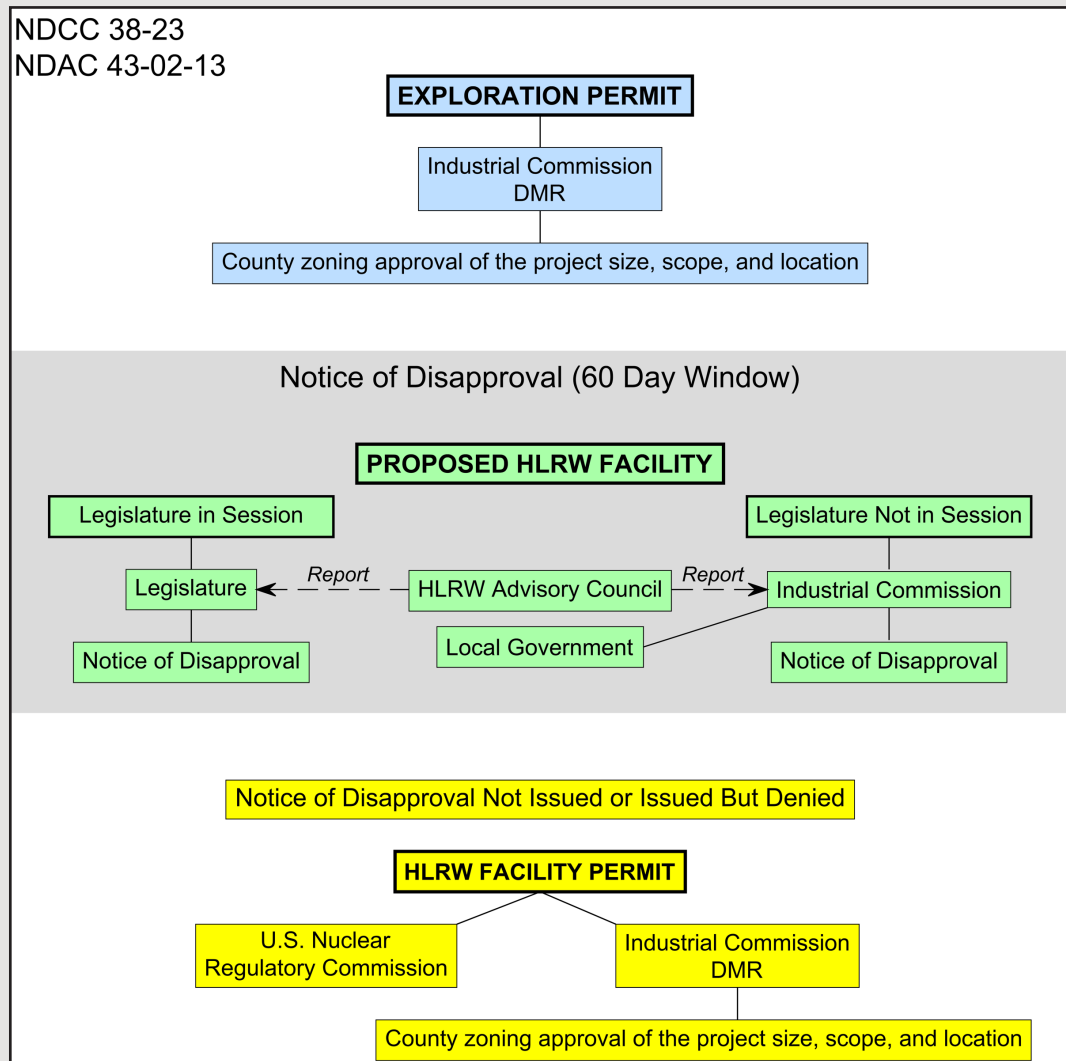 NDCC 38-23
NDAC 43-02-13
EXPLORATION PERMIT
Industrial Commission
DMR
County zoning approval of the project size, scope, and location
Notice of Disapproval (60 Day Window)
PROPOSED HLRW FACILITY
Legislature in Session
Legislature Not in Session
Legislature
Report
HLRW Advisory Council
Report
Industrial Commission
Local Government
Notice of Disapproval
Notice of Disapproval
Notice of Disapproval Not Issued or Issued But Denied
HLRW FACILITY PERMIT
U.S. Nuclear
Regulatory Commission
Industrial Commission
DMR
County zoning approval of the project size, scope, and location